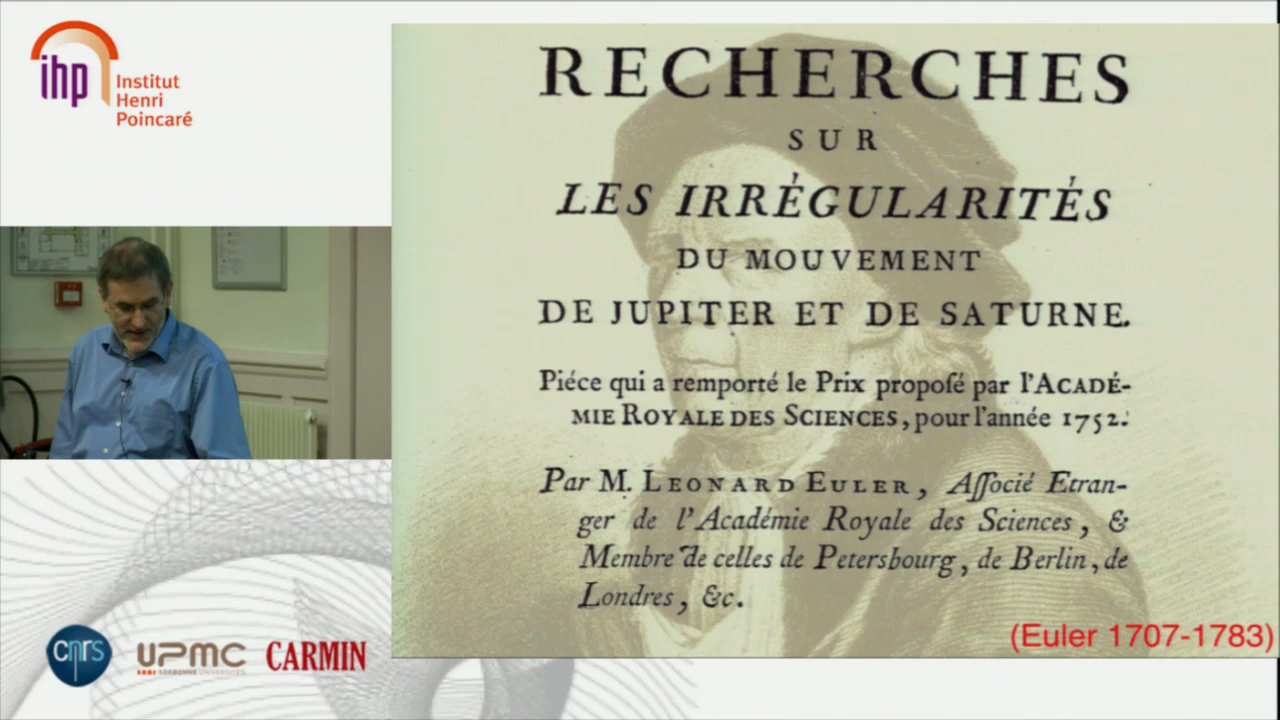 ihp
Institut
Henri
Poincaré
RECHERCHES
SUR
LES IRRÉGULARITÉS
DU MOUVEMENT
DE JUPITER ET DE SATURNE.
Piéce qui a remporté le Prix proposé par l'ACADÉ-
MIE ROYALE DES SCIENCES, pour l'année 1752.
Par M. LEONARD EULER, Associé Etran-
ger de l'Académie Royale des Sciences, &
Membre de celles de Petersbourg, de Berlin, de
Londres, &c.
(Euler 1707-1783)
cnrs
UPMC
SORBONNE UNIVERSITÉS
CARMIN